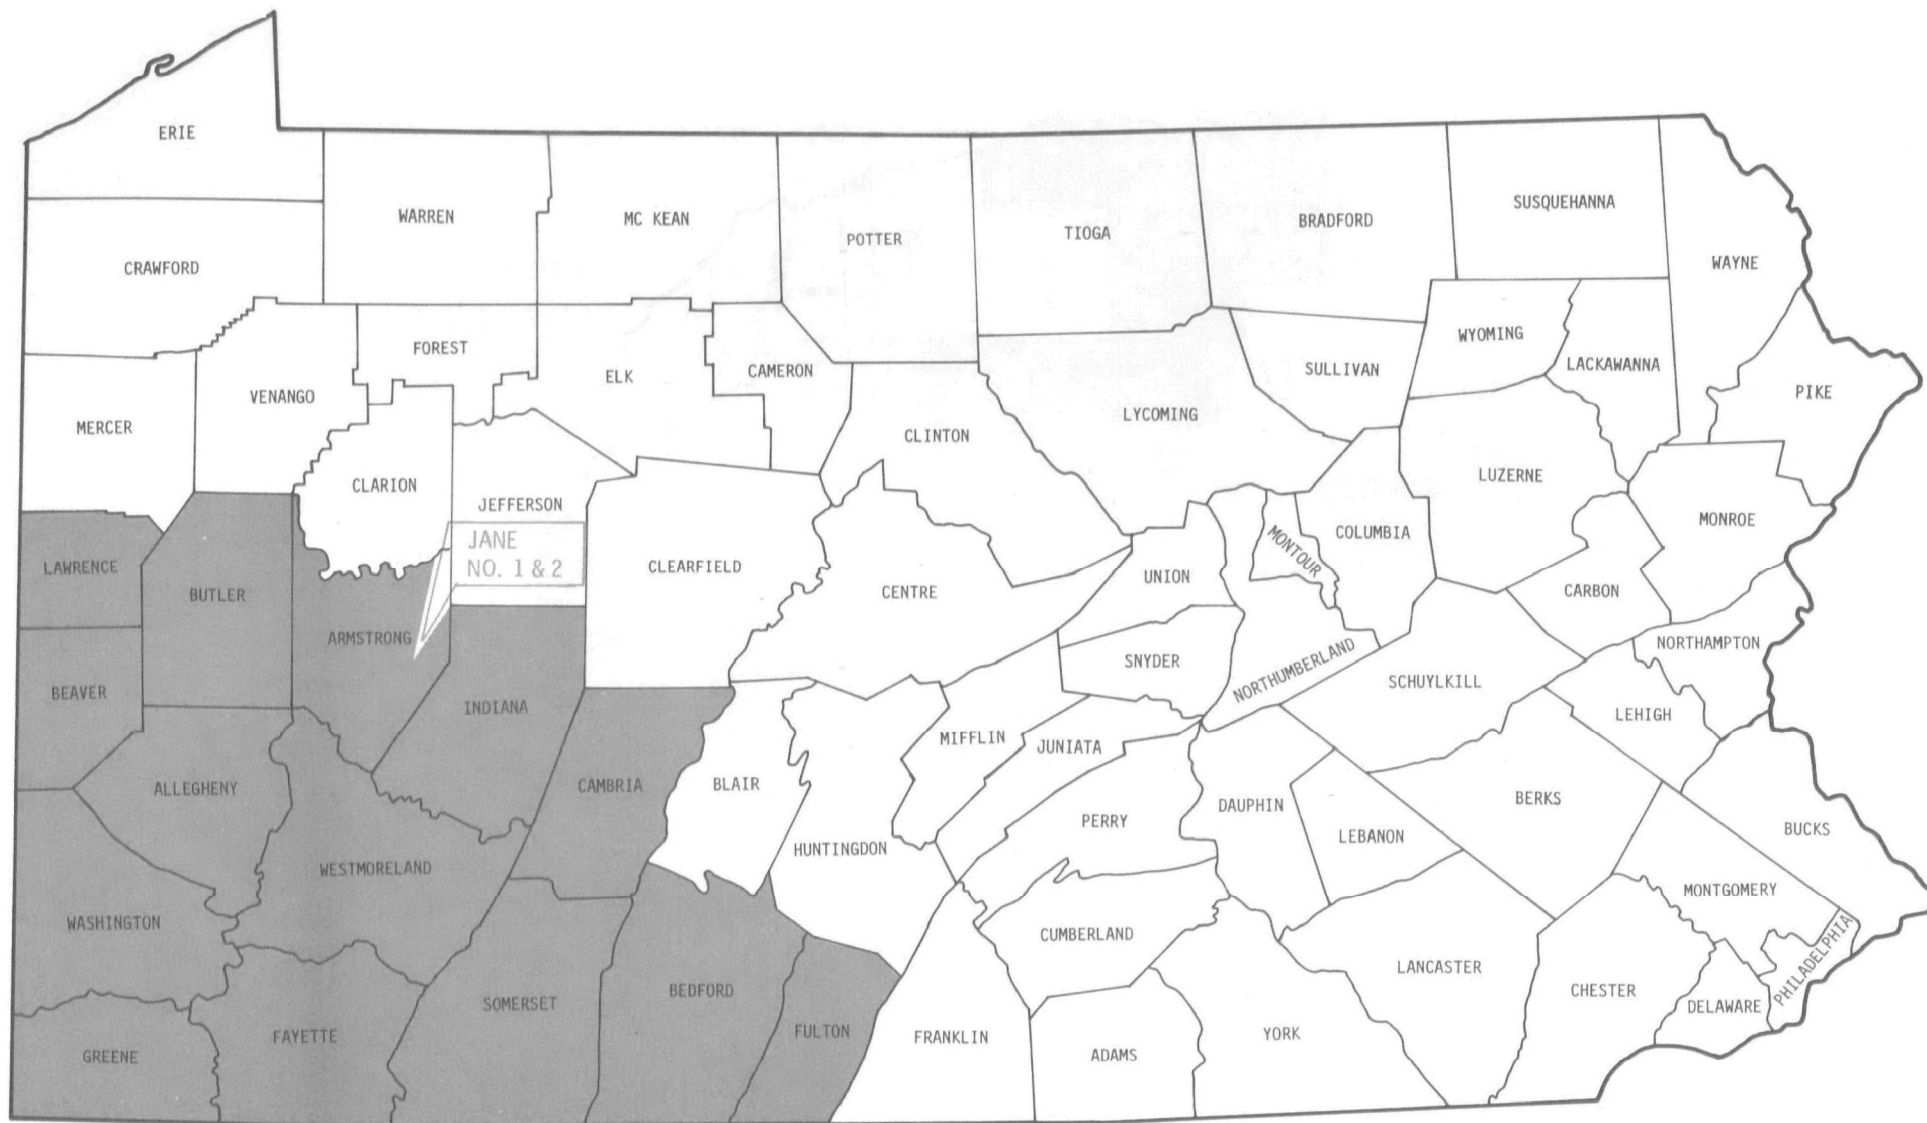 ERIE
WARREN
MC KEAN
POTTER
TIOGA
BRADFORD
SUSQUEHANNA
WAYNE
CRAWFORD
FOREST
ELK
CAMERON
VENANGO
MERCER
CLARION
JEFFERSON
CLINTON
LYCOMING
SULLIVAN
WYOMING
LACKAWANNA
PIKE
LUZERNE
MONROE
COLUMBIA
MONTOUR
CARBON
UNION
CENTRE
CLEARFIELD
JANE
NO. 1 & 2
LAWRENCE
BUTLER
ARMSTRONG
BEAVER
INDIANA
SNYDER
NORTHUMBERLAND
SCHUYLKILL
NORTHAMPTON
LEHIGH
MIFFLIN
JUNIATA
ALLEGHENY
CAMBRIA
BLAIR
HUNTINGDON
PERRY
DAUPHIN
LEBANON
BERKS
BUCKS
WESTMORELAND
WASHINGTON
CUMBERLAND
LANCASTER
MONTGOMERY
PHILADELPHIA
CHESTER
DELAWARE
GREENE
FAYETTE
SOMERSET
BEDFORD
FULTON
FRANKLIN
ADAMS
YORK